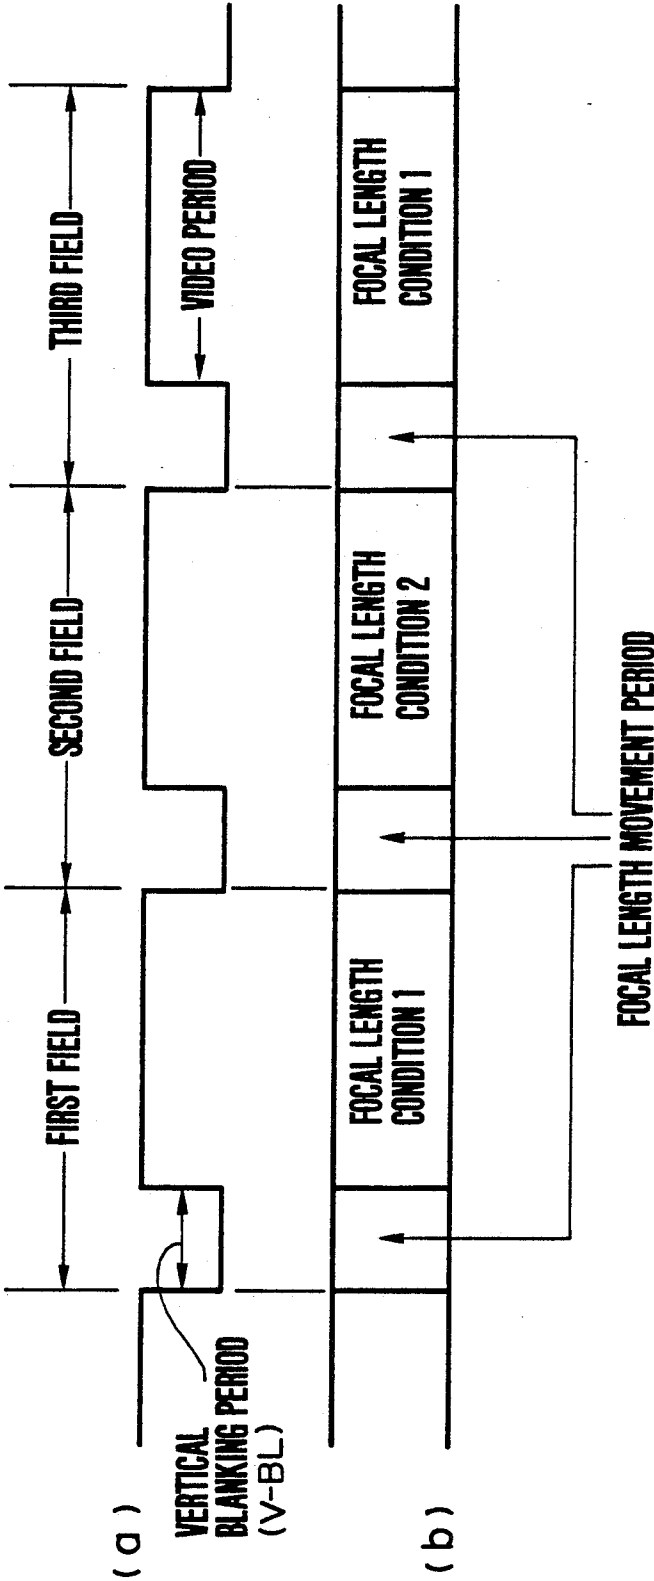 FIRST FIELD
SECOND FIELD
THIRD FIELD
(a)
VERTICAL
BLANKING PERIOD
(V-BL)
VIDEO PERIOD
(b)
FOCAL LENGTH
CONDITION 1
FOCAL LENGTH
CONDITION 2
FOCAL LENGTH
CONDITION 1
FOCAL LENGTH MOVEMENT PERIOD